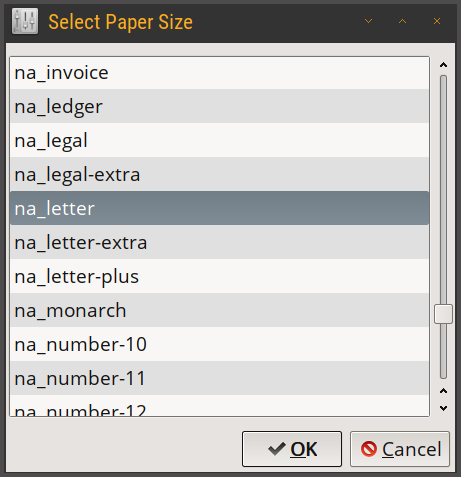 Select Paper Size
na_invoice
na_ledger
na_legal
na_legal-extra
na_letter
na_letter-extra
na_letter-plus
na_monarch
na_number-10
na_number-11
na_number-12
OK
Cancel